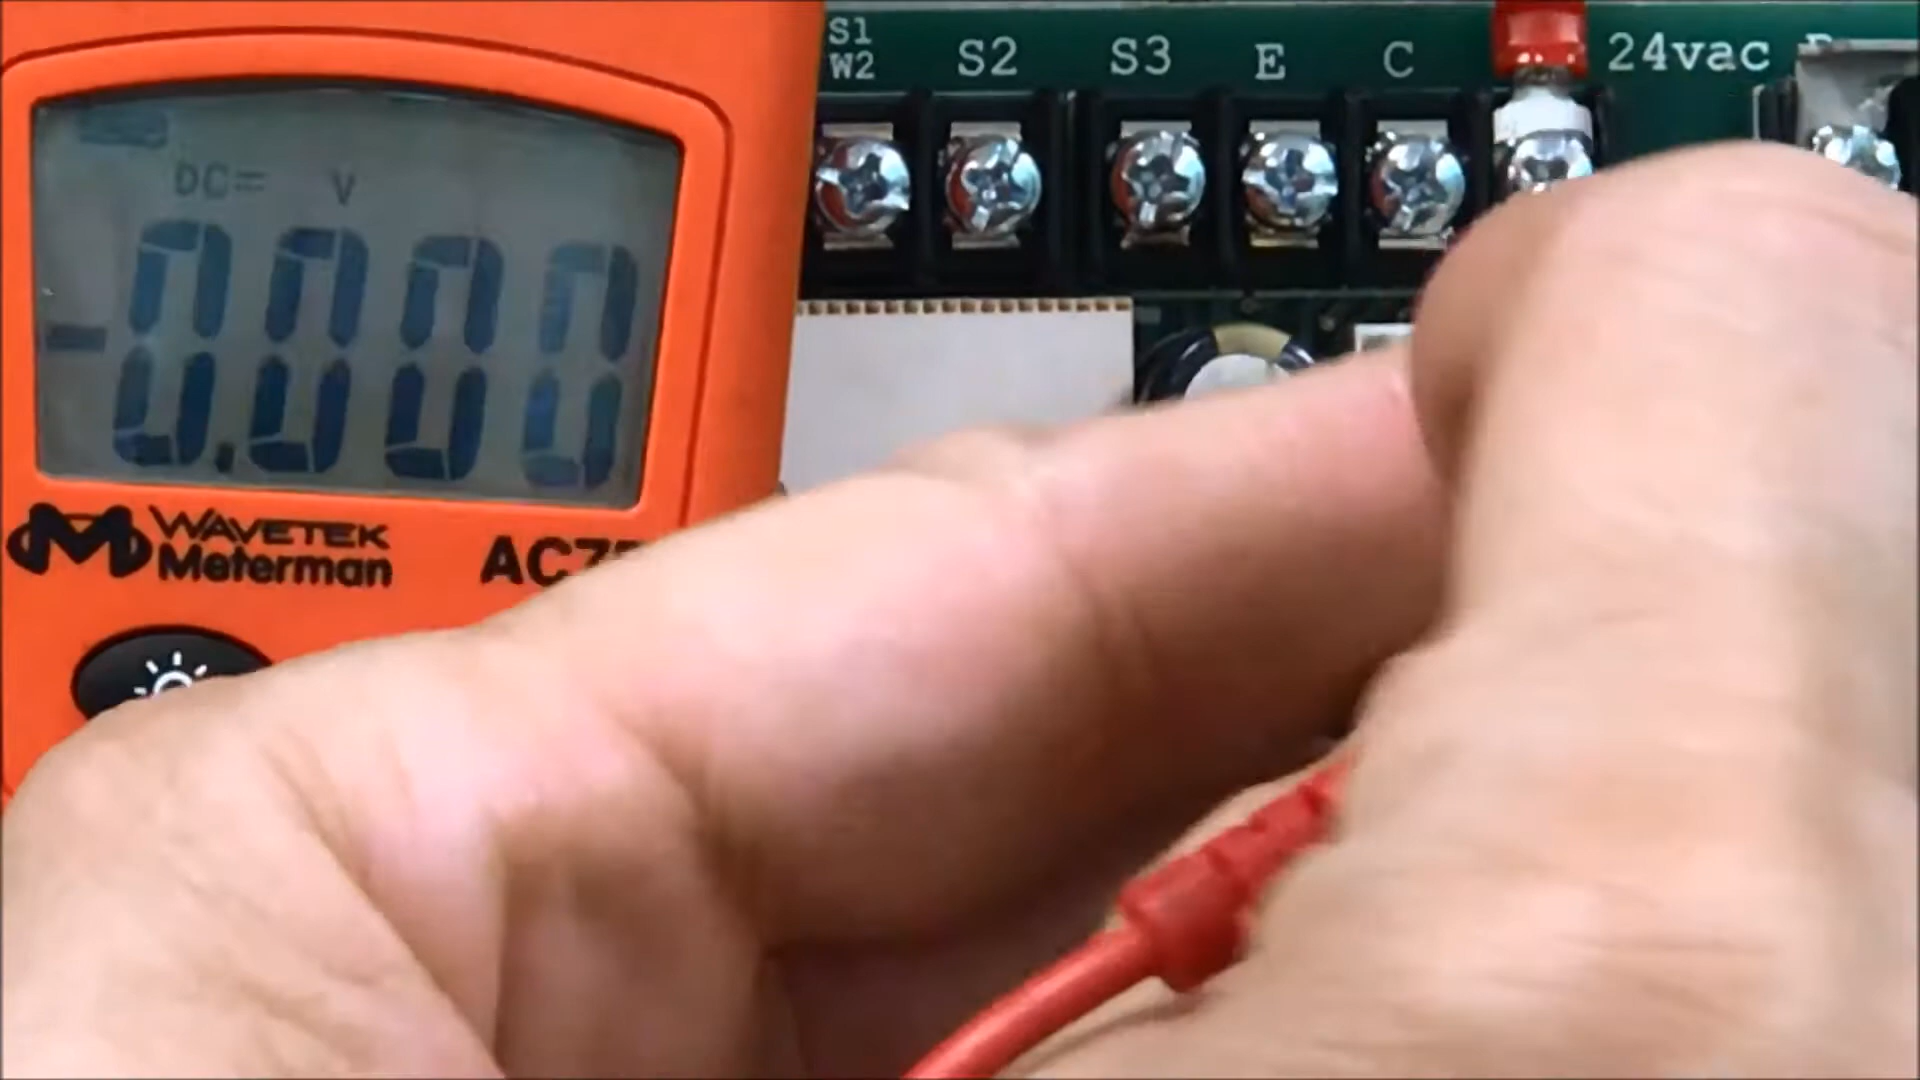 DC= V
-0.000
WAVETEK
Meterman
S1
W2
S2
S3
E
C
24vac